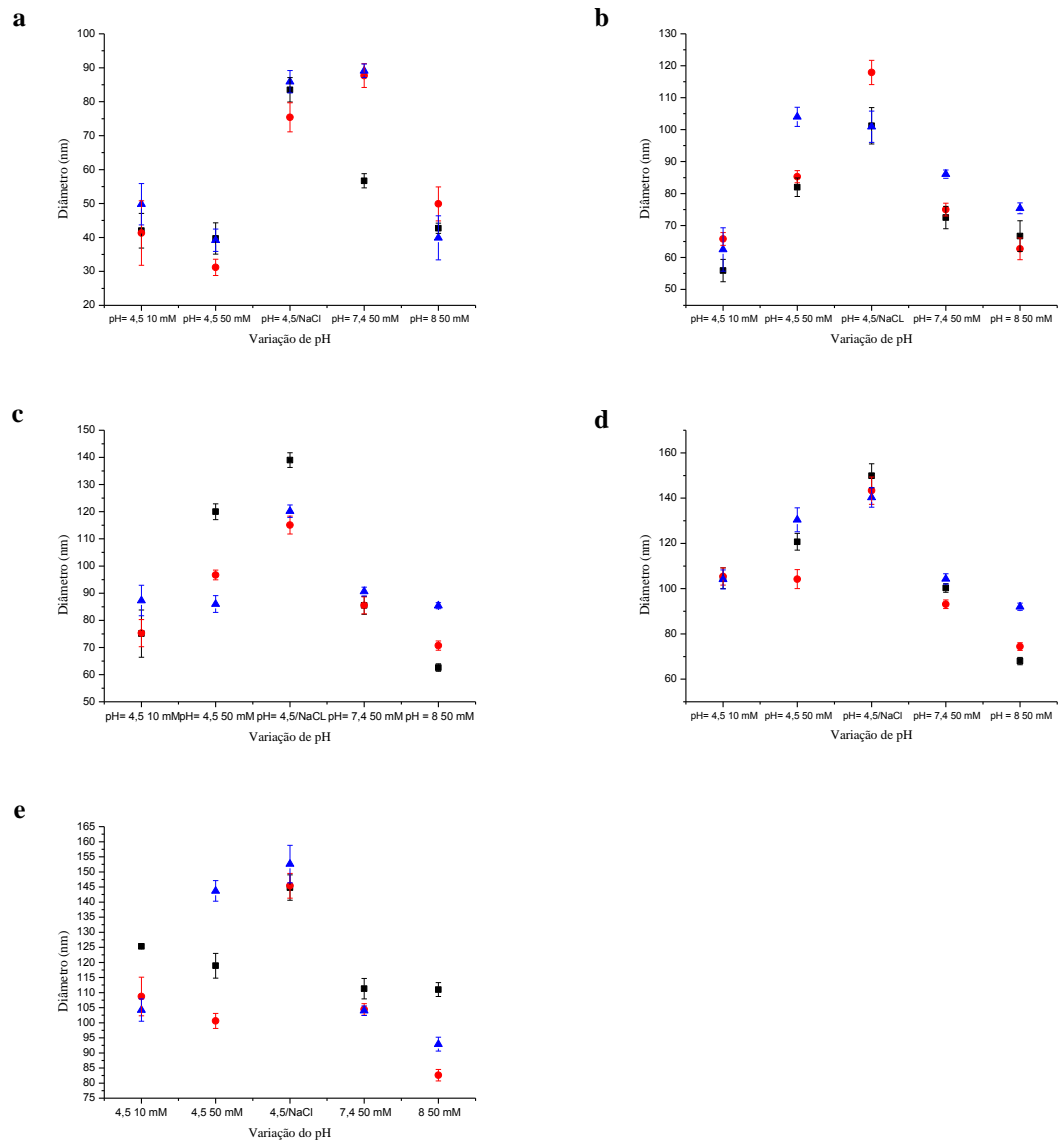 a
100
90
80
70
60
50
40
30
20
Diâmetro (nm)
pH= 4,5 10 mM pH= 4,5 50 mM pH= 4,5/NaCl pH= 7,4 50 mM pH = 8 50 mM
Variação de pH
b
130
120
110
100
90
80
70
60
50
Diâmetro (nm)
pH= 4,5 10 mM pH= 4,5 50 mM pH= 4,5/NaCL pH= 7,4 50 mM pH = 8 50 mM
Variação de pH
c
150
140
130
120
110
100
90
80
70
60
50
Diâmetro (nm)
pH= 4,5 10 mM pH= 4,5 50 mM pH= 4,5/NaCL pH= 7,4 50 mM pH = 8 50 mM
Variação de pH
d
160
140
120
100
80
60
Diâmetro (nm)
pH= 4,5 10 mM pH= 4,5 50 mM pH= 4,5/NaCl pH= 7,4 50 mM pH = 8 50 mM
Variação de pH
e
165
160
155
150
145
140
135
130
125
120
115
110
105
100
95
90
85
80
75
Diâmetro (nm)
4,5 10 mM 4,5 50 mM 4,5/NaCl 7,4 50 mM 8 50 mM
Variação do pH